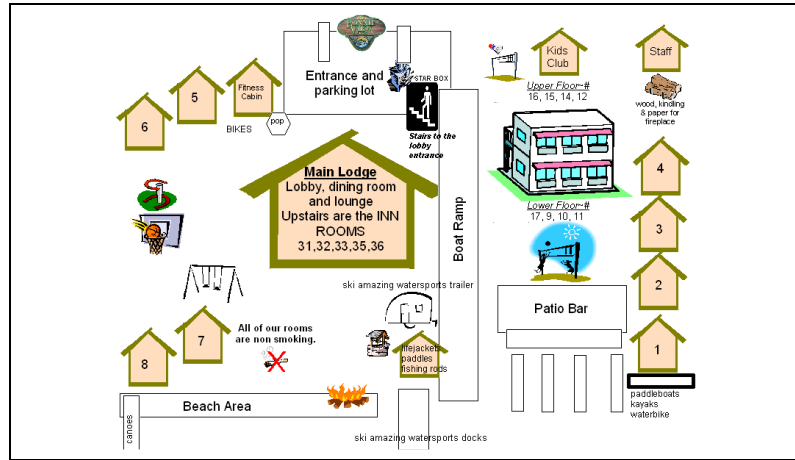 Entrance and
parking lot
STAR BOX
Stairs to the
lobby
entrance
Kids
Club
Staff
Upper Floor~#
16, 15, 14, 12
wood, kindling
& paper for
fireplace
5
Fitness
Cabin
6
BIKES
pop
Main Lodge
Lobby, dining room
and lounge
Upstairs are the INN
ROOMS
31,32,33,35,36
Boat Ramp
4
Lower Floor~#
17, 9, 10, 11
3
2
ski amazing watersports trailer
Patio Bar
All of our rooms
are non smoking.
7
8
lifejackets
paddles
fishing rods
1
paddleboats
kayaks
waterbike
Beach Area
canoes
ski amazing watersports docks